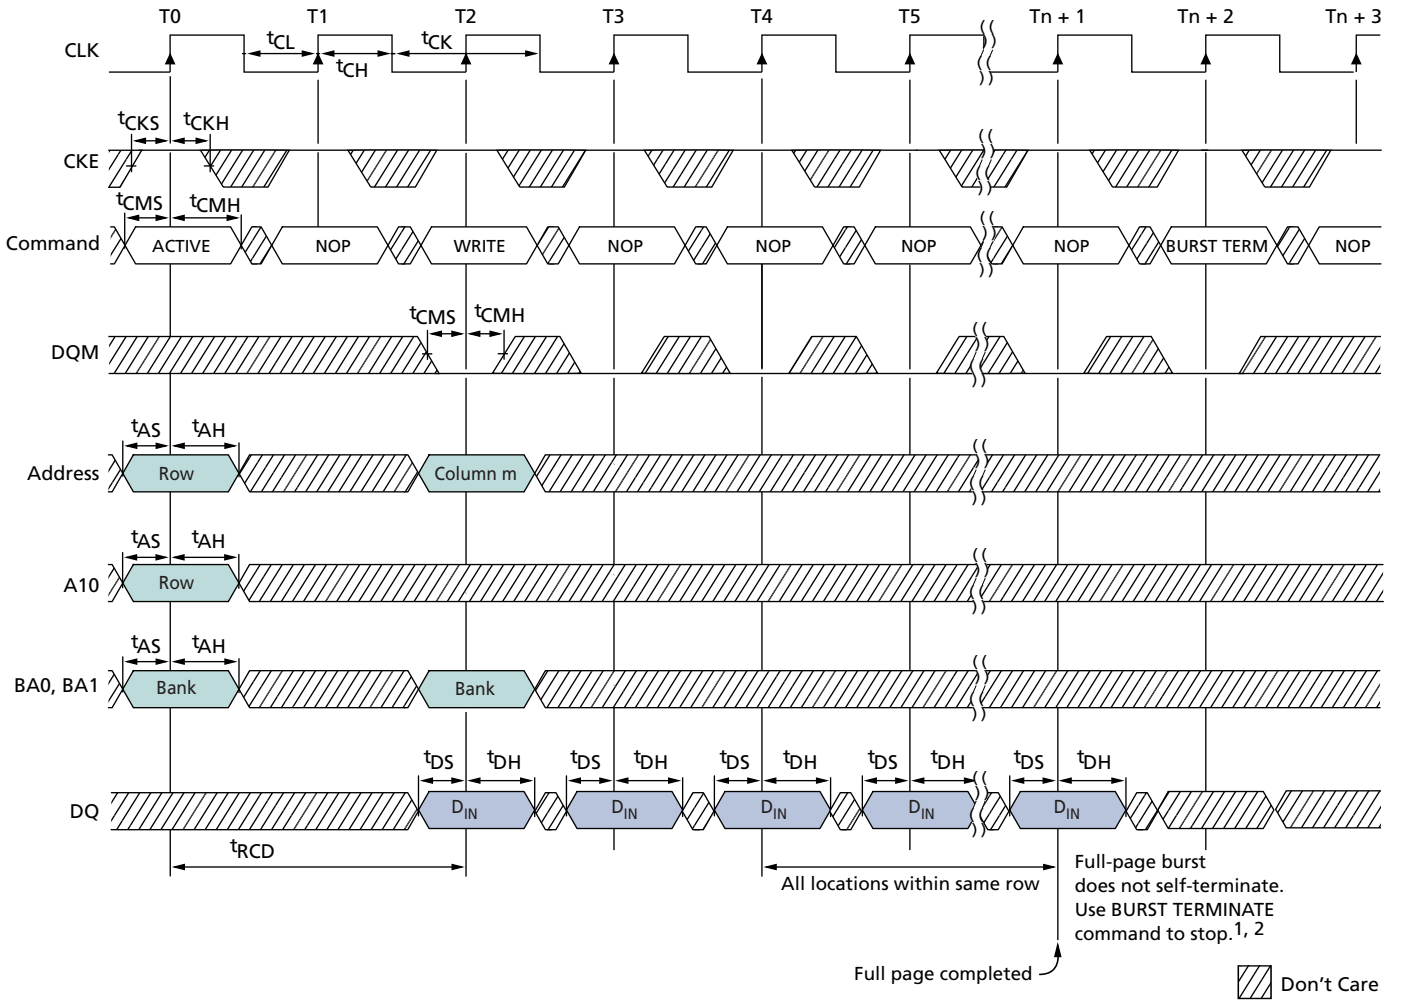 T0 T1 T2 T3 T4 T5 Tn + 1 Tn + 2 Tn + 3
CLK tCL tCH tCK
tCKS tCKH
CKE
tCMS tCMH
Command ACTIVE NOP WRITE NOP NOP NOP NOP BURST TERM NOP
tCMS tCMH
DQM
tAS tAH
Address Row Column m
tAS tAH
A10 Row
tAS tAH
BA0, BA1 Bank Bank
tDS tDH tDS tDH tDS tDH tDS tDH tDS tDH
DQ DIN DIN DIN DIN DIN
tRCD
All locations within same row
Full-page burst
does not self-terminate.
Use BURST TERMINATE
command to stop.1, 2
Full page completed
Don't Care